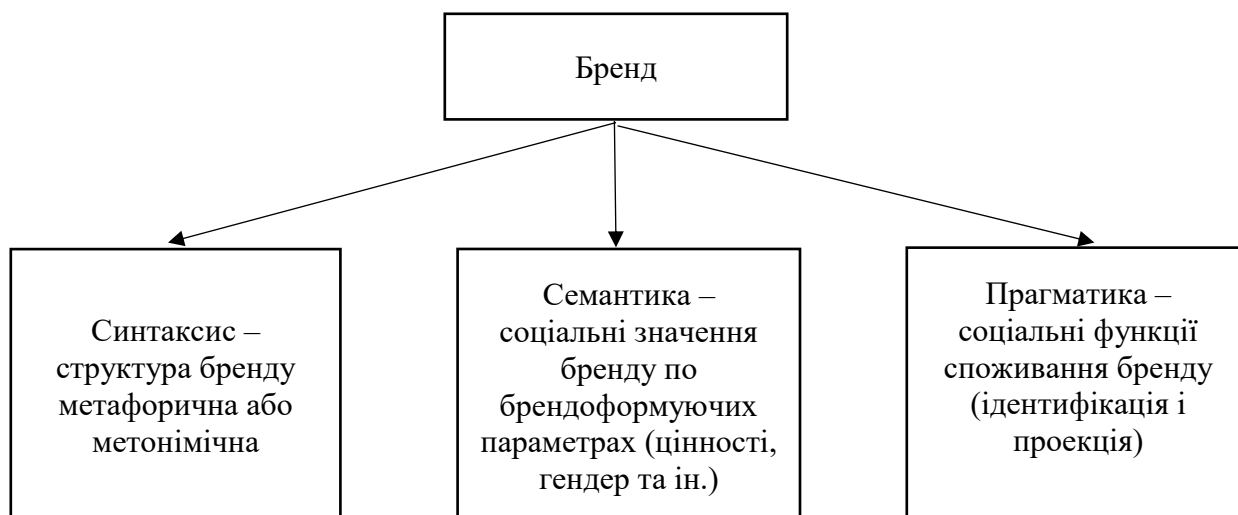 Бренд
Синтаксис –
структура бренду
метафорична або
метонімічна
Семантика –
соціальні значення
бренду по
брендоформуючих
параметрах (цінності,
гендер та ін.)
Прагматика –
соціальні функції
споживання бренду
(ідентифікація і
проекція)